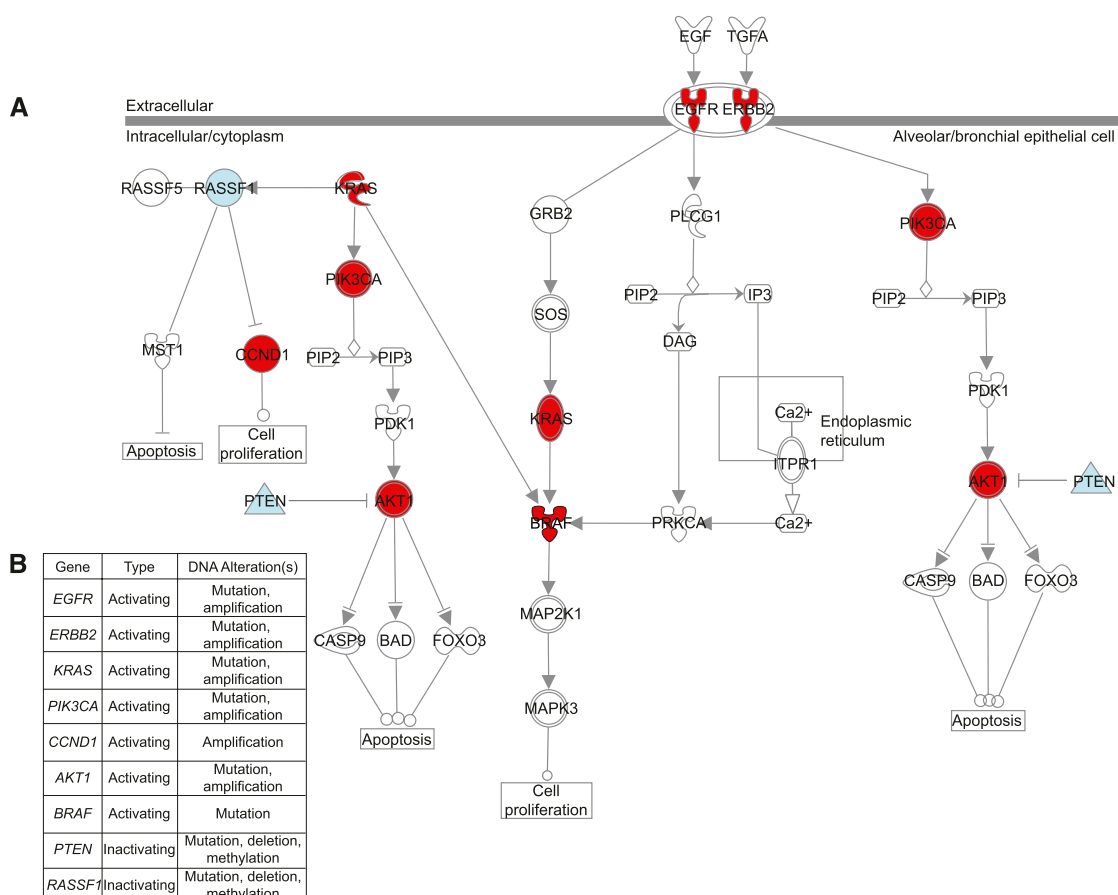 EGF
TGFA
A
Extracellular
EGFR
ERBB2
Intracellular/cytoplasm
Alveolar/bronchial epithelial cell
RASSF5
RASSF1
KRAS
GRB2
PLCG1
PIK3CA
PIK3CA
PIP2
IP3
PIP2
PIP3
SOS
DAG
MST1
CCND1
PIP2
PIP3
PDK1
Ca2+
Endoplasmic
reticulum
KRAS
PDK1
Apoptosis
Cell
proliferation
ITPR1
PTEN
AKT1
AKT1
PTEN
BRAF
PRKCA
Ca2+
CASP9
BAD
FOXO3
MAP2K1
CASP9
BAD
FOXO3
MAPK3
Apoptosis
Apoptosis
Cell
proliferation
B
Gene Type DNA Alteration(s)
EGFR Activating Mutation,
amplification
ERBB2 Activating Mutation,
amplification
KRAS Activating Mutation,
amplification
PIK3CA Activating Mutation,
amplification
CCND1 Activating Amplification
AKT1 Activating Mutation,
amplification
BRAF Activating Mutation
PTEN Inactivating Mutation, deletion,
methylation
RASSF1 Inactivating Mutation, deletion,
methylation